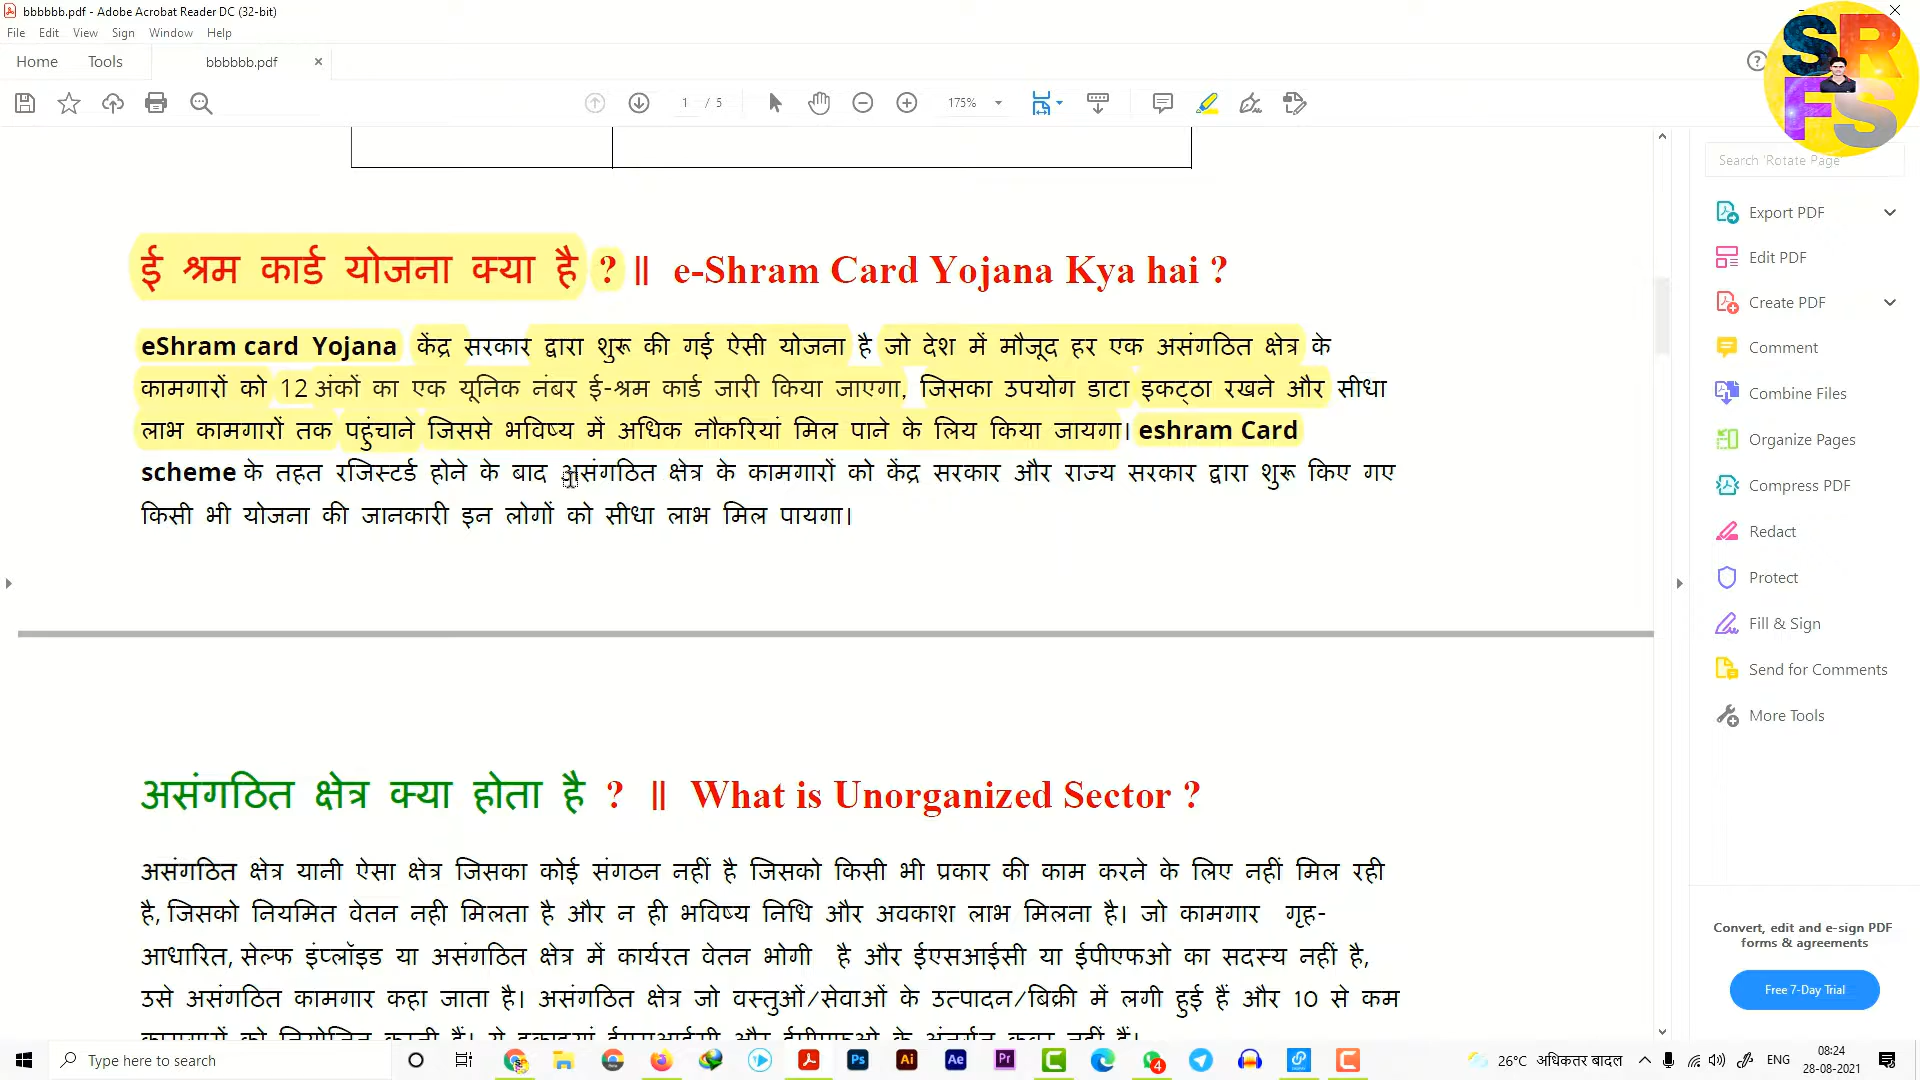 bbbbbb.pdf - Adobe Acrobat Reader DC (32-bit)
File Edit View Sign Window Help
Home Tools bbbbbb.pdf
1 / 5 175%
SR
FS
Search 'Rotate Page'
Export PDF
Edit PDF
Create PDF
Comment
Combine Files
Organize Pages
Compress PDF
Redact
Protect
Fill & Sign
Send for Comments
More Tools
Convert, edit and e-sign PDF
forms & agreements
Free 7-Day Trial
ई श्रम कार्ड योजना क्या है ? || e-Shram Card Yojana Kya hai ?
eShram card Yojana केंद्र सरकार द्वारा शुरू की गई ऐसी योजना है जो देश में मौजूद हर एक असंगठित क्षेत्र के
कामगारों को 12 अंकों का एक यूनिक नंबर ई-श्रम कार्ड जारी किया जाएगा, जिसका उपयोग डाटा इकट्ठा रखने और सीधा
लाभ कामगारों तक पहुंचाने जिससे भविष्य में अधिक नौकरियां मिल पाने के लिय किया जायगा। eshram Card
scheme के तहत रजिस्टर्ड होने के बाद असंगठित क्षेत्र के कामगारों को केंद्र सरकार और राज्य सरकार द्वारा शुरू किए गए
किसी भी योजना की जानकारी इन लोगों को सीधा लाभ मिल पायगा।
असंगठित क्षेत्र क्या होता है ? || What is Unorganized Sector ?
असंगठित क्षेत्र यानी ऐसा क्षेत्र जिसका कोई संगठन नहीं है जिसको किसी भी प्रकार की काम करने के लिए नहीं मिल रही
है, जिसको नियमित वेतन नही मिलता है और न ही भविष्य निधि और अवकाश लाभ मिलना है। जो कामगार गृह-
आधारित, सेल्फ इंप्लॉइड या असंगठित क्षेत्र में कार्यरत वेतन भोगी है और ईएसआईसी या ईपीएफओ का सदस्य नहीं है,
उसे असंगठित कामगार कहा जाता है। असंगठित क्षेत्र जो वस्तुओं/सेवाओं के उत्पादन/बिक्री में लगी हुई हैं और 10 से कम
Type here to search
26°C अधिकतर बादल ENG 08:24
28-08-2021